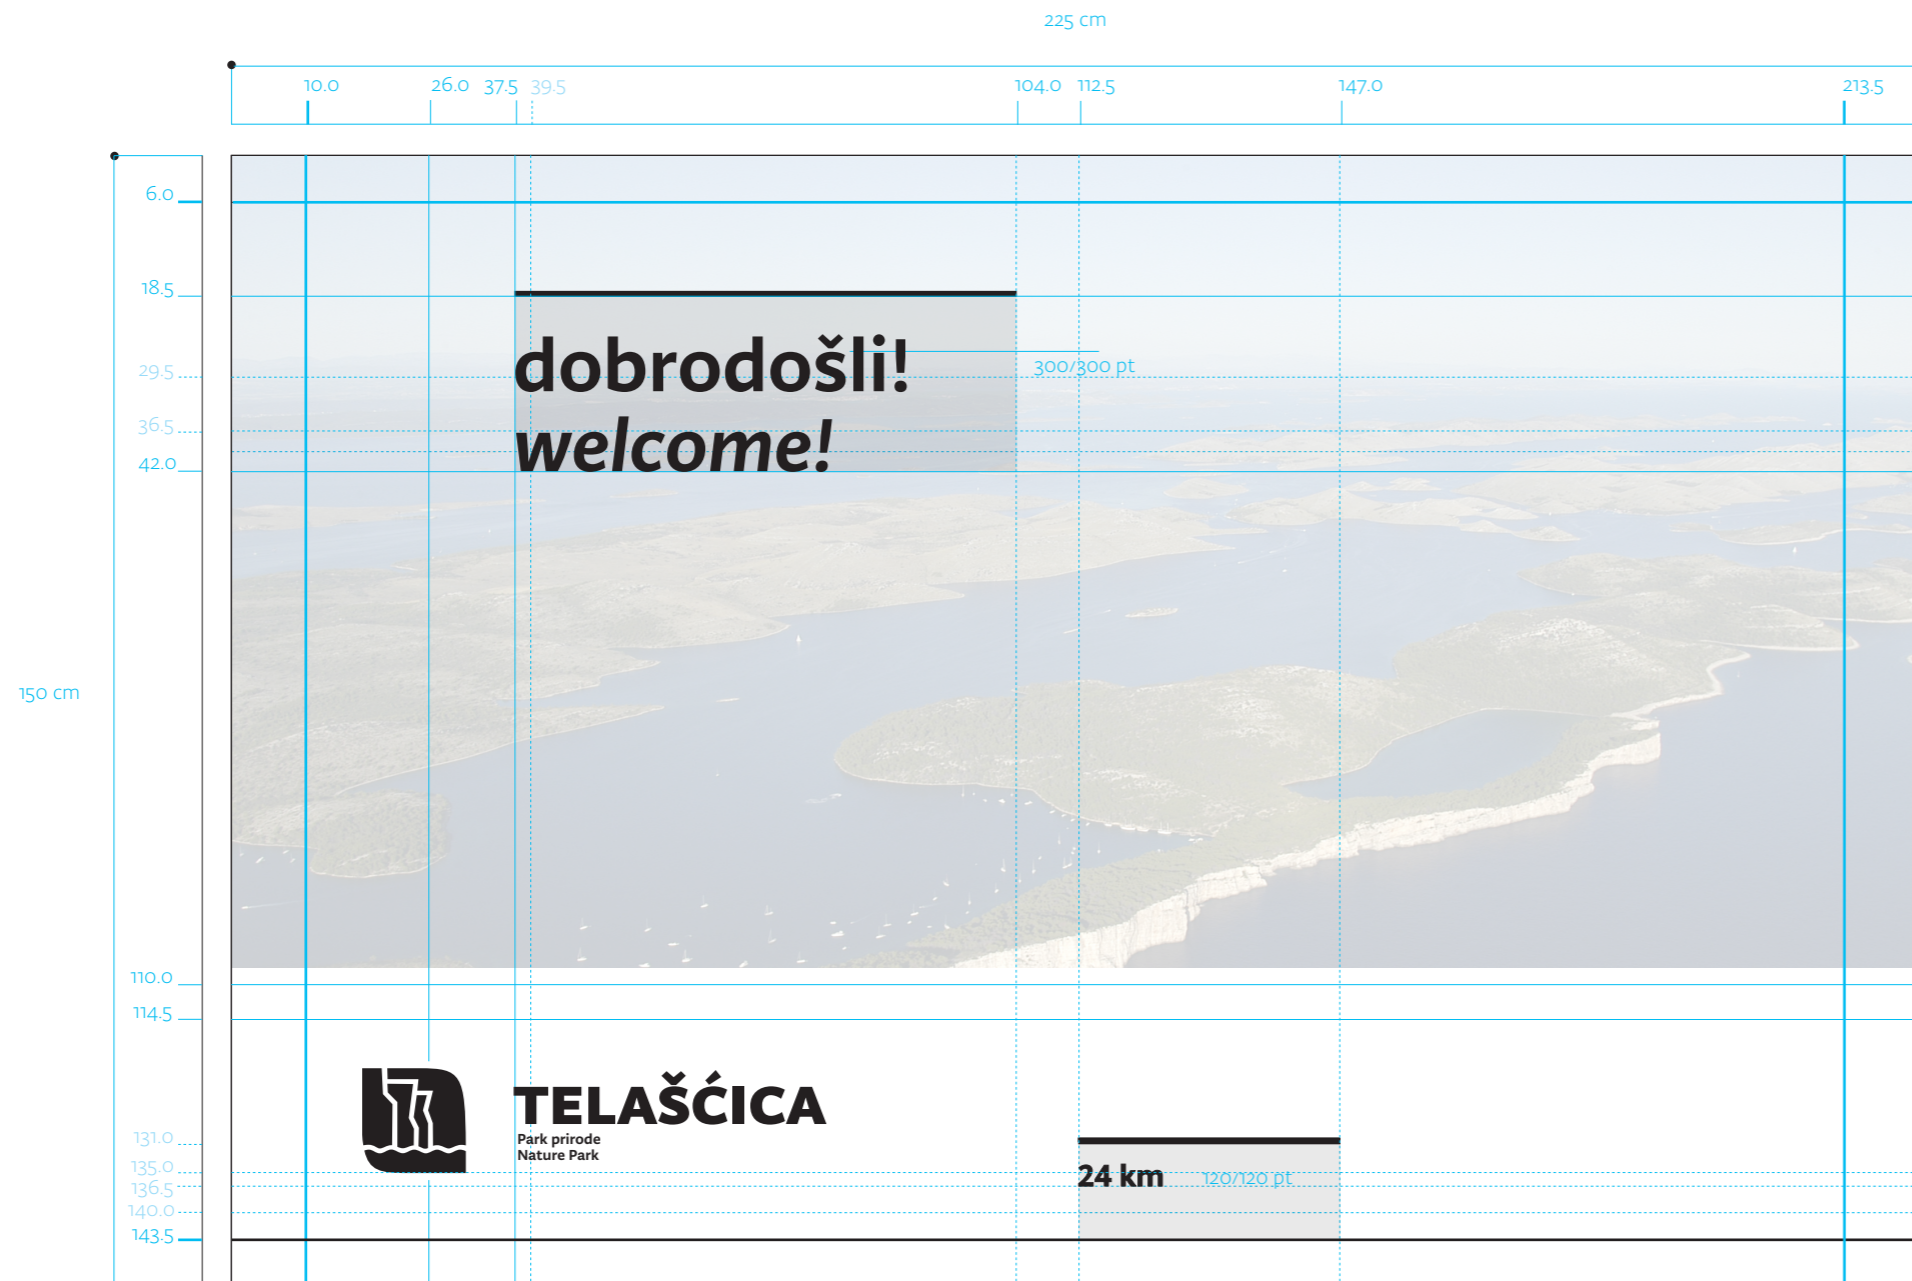 225 cm
10.0 26.0 37.5 39.5 104.0 112.5 147.0 213.5
6.0
18.5
dobrodošli!
300/300 pt
29.5
36.5
welcome!
42.0
150 cm
110.0
114.5
TELAŠĆICA
Park prirode
Nature Park
131.0
135.0
24 km 120/120 pt
136.5
140.0
143.5